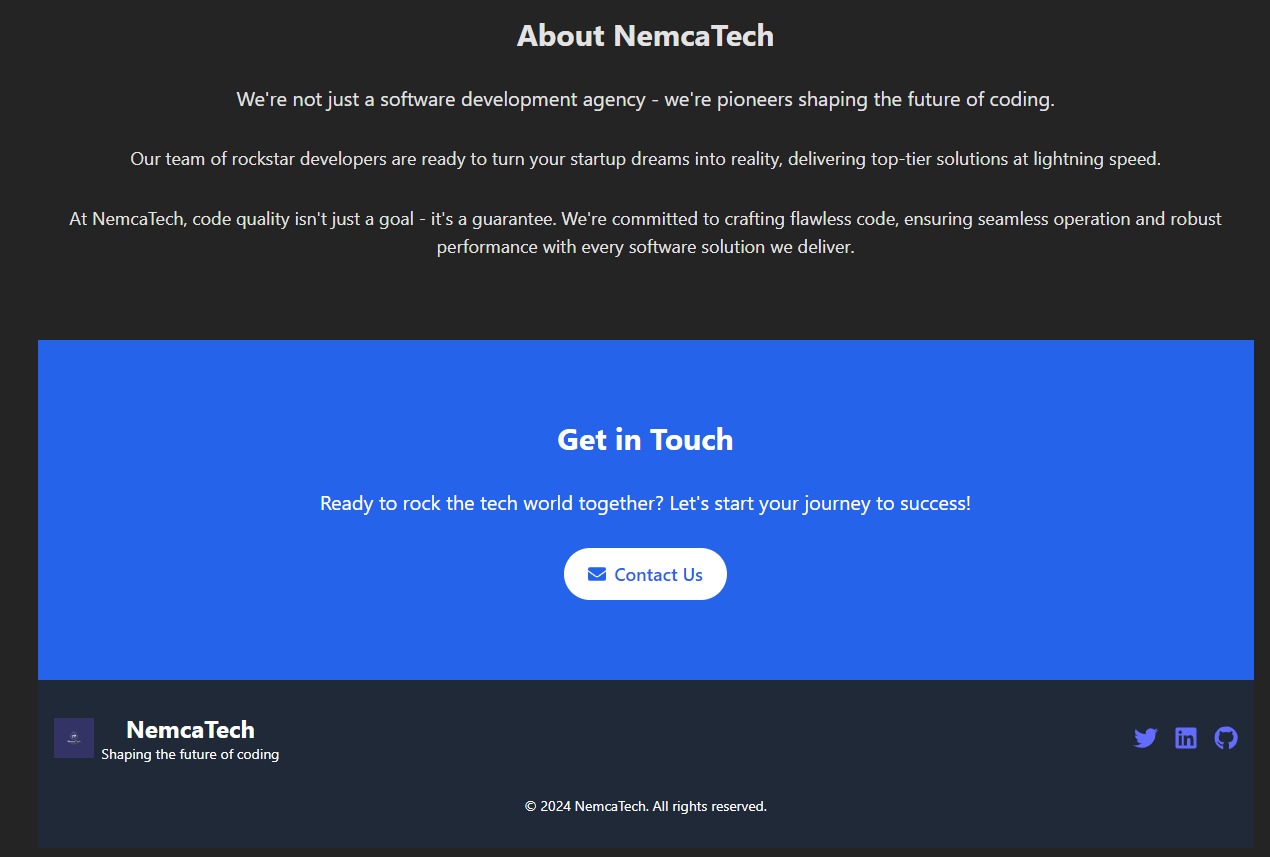 About NemcaTech
We're not just a software development agency - we're pioneers shaping the future of coding.
Our team of rockstar developers are ready to turn your startup dreams into reality, delivering top-tier solutions at lightning speed.
At NemcaTech, code quality isn't just a goal - it's a guarantee. We're committed to crafting flawless code, ensuring seamless operation and robust
performance with every software solution we deliver.
Get in Touch
Ready to rock the tech world together? Let's start your journey to success!
Contact Us
NemcaTech
Shaping the future of coding
© 2024 NemcaTech. All rights reserved.